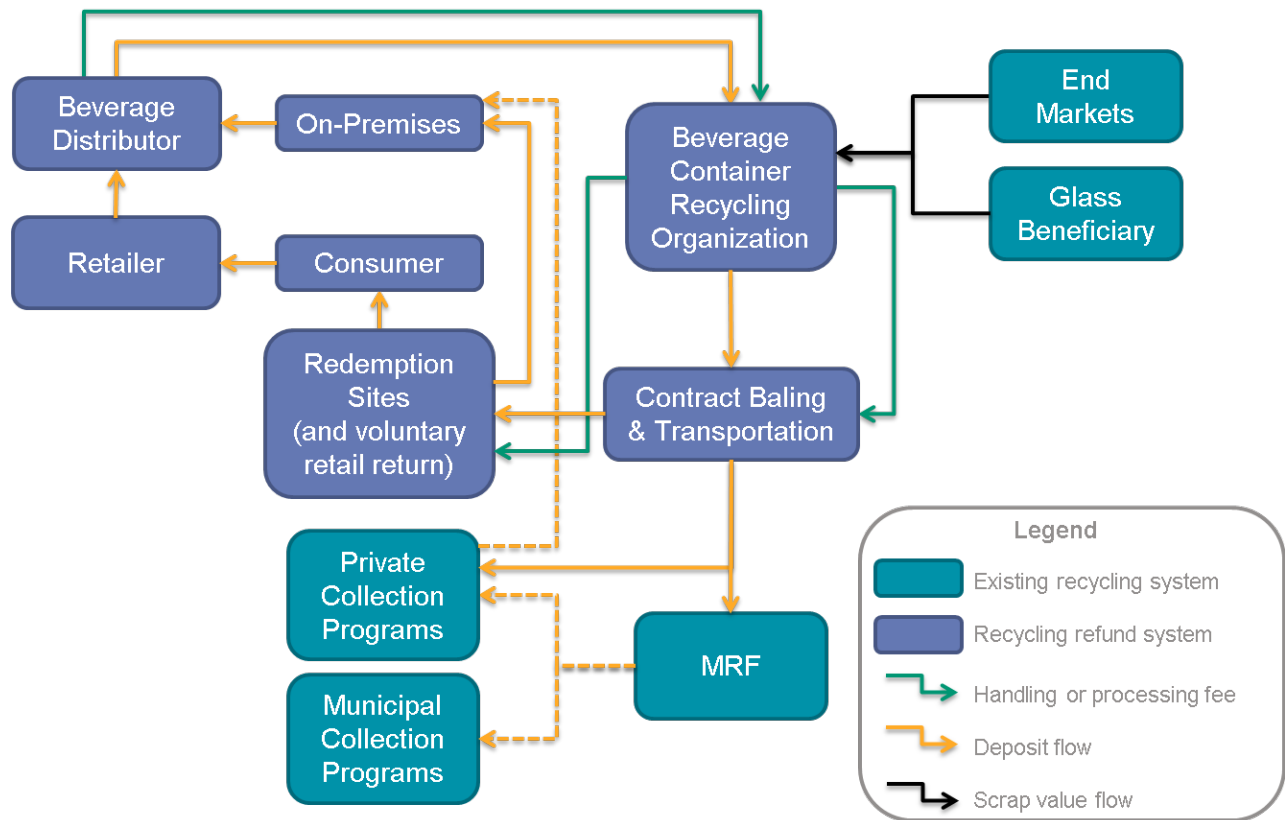 Beverage
Distributor
On-Premises
Retailer
Consumer
Redemption
Sites
(and voluntary
retail return)
Beverage
Container
Recycling
Organization
End
Markets
Glass
Beneficiary
Contract Baling
& Transportation
Private
Collection
Programs
Municipal
Collection
Programs
MRF
Legend
Existing recycling system
Recycling refund system
Handling or processing fee
Deposit flow
Scrap value flow